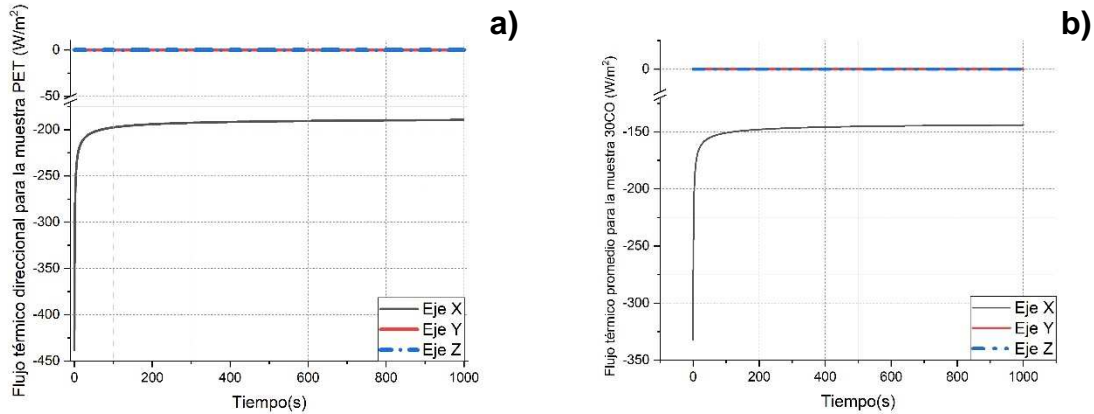 a)
Flujo térmico direccional para la muestra PET (W/m²)
0
50
-200
-250
-300
-350
-400
-450
0
200
400
600
800
1000
Tiempo(s)
Eje X
Eje Y
Eje Z
b)
Flujo térmico promedio para la muestra 30CO (W/m²)
0
-150
-200
-250
-300
-350
0
200
400
600
800
1000
Tiempo(s)
Eje X
Eje Y
Eje Z